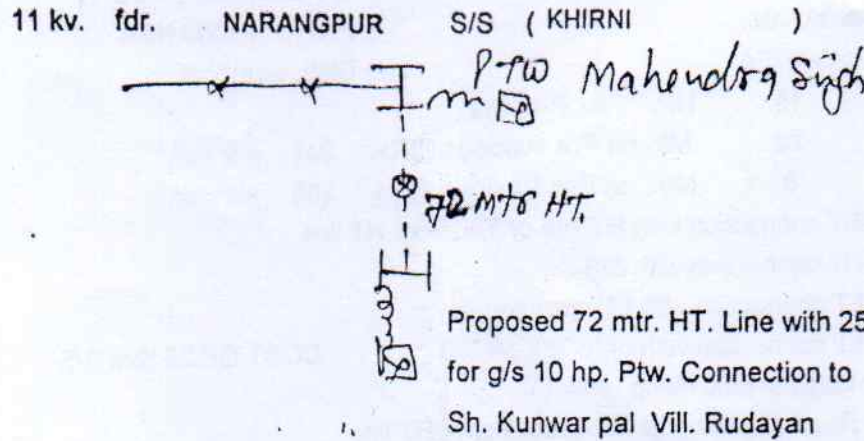 11 kv. fdr. NARANGPUR S/S ( KHIRNI )
PTW Mahendra Singh
72 mtr HT.
Proposed 72 mtr. HT. Line with 25
for g/s 10 hp. Ptw. Connection to
Sh. Kunwar pal Vill. Rudayan